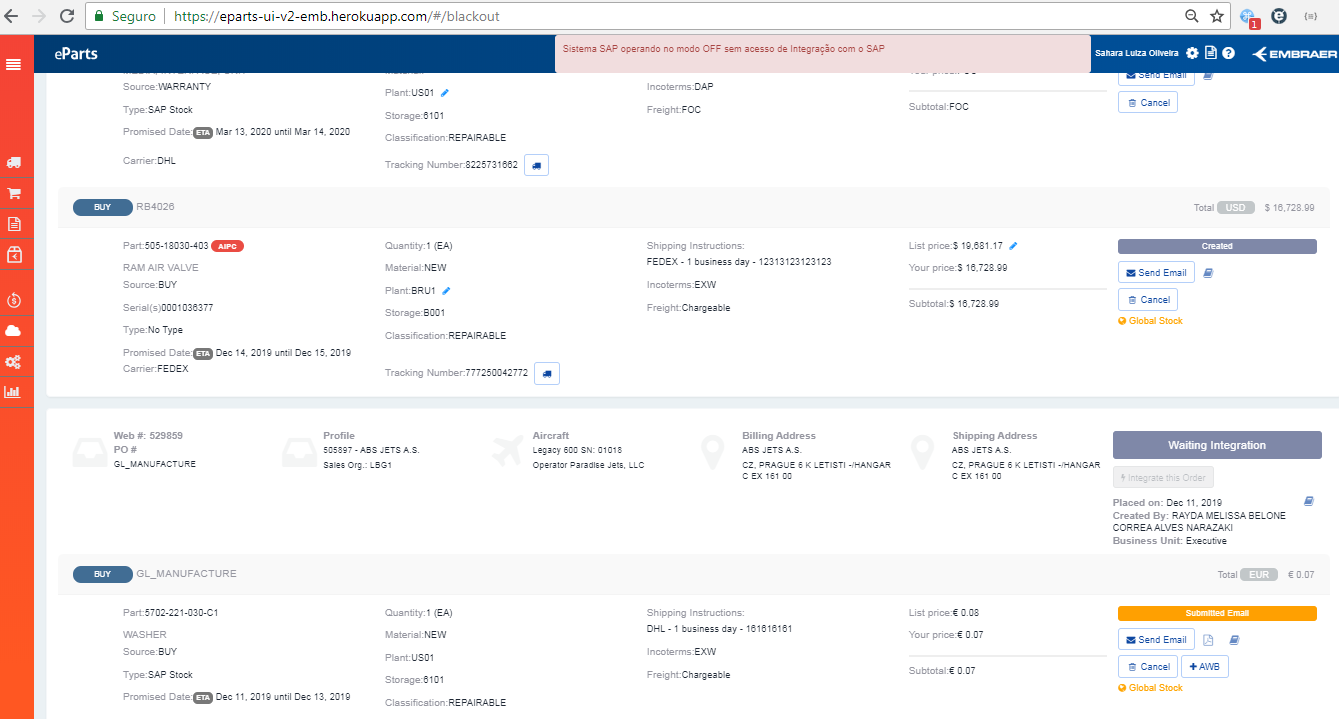 Seguro https://eparts-ui-v2-emb.herokuapp.com/#/blackout
1
eParts
Sistema SAP operando no modo OFF sem acesso de Integração com o SAP
Sahara Luiza Oliveira
EMBRAER
Source:WARRANTY
Type:SAP Stock
Promised Date: ETA Mar 13, 2020 until Mar 14, 2020
Carrier:DHL
Plant:US01
Storage:6101
Classification:REPAIRABLE
Tracking Number:8225731662
Incoterms:DAP
Freight:FOC
Subtotal:FOC
Send Email
Cancel
BUY RB4026
Total USD $ 16,728.99
Part:505-18030-403 AIPC
RAM AIR VALVE
Source:BUY
Serial(s)0001036377
Type:No Type
Promised Date: ETA Dec 14, 2019 until Dec 15, 2019
Carrier:FEDEX
Quantity:1 (EA)
Material:NEW
Plant:BRU1
Storage:B001
Classification:REPAIRABLE
Tracking Number:777250042772
Shipping Instructions:
FEDEX - 1 business day - 12313123123123
Incoterms:EXW
Freight:Chargeable
List price:$ 19,681.17
Your price:$ 16,728.99
Subtotal:$ 16,728.99
Created
Send Email
Cancel
Global Stock
Web #: 529859
PO #
GL_MANUFACTURE
Profile
505897 - ABS JETS A.S.
Sales Org.: LBG1
Aircraft
Legacy 600 SN: 01018
Operator Paradise Jets, LLC
Billing Address
ABS JETS A.S.
CZ, PRAGUE 6 K LETISTI -/HANGAR
C EX 161 00
Shipping Address
ABS JETS A.S.
CZ, PRAGUE 6 K LETISTI -/HANGAR
C EX 161 00
Waiting Integration
Integrate this Order
Placed on: Dec 11, 2019
Created By: RAYDA MELISSA BELONE
CORREA ALVES NARAZAKI
Business Unit: Executive
BUY GL_MANUFACTURE
Total EUR € 0.07
Part:5702-221-030-C1
WASHER
Source:BUY
Type:SAP Stock
Promised Date: ETA Dec 11, 2019 until Dec 13, 2019
Quantity:1 (EA)
Material:NEW
Plant:US01
Storage:6101
Classification:REPAIRABLE
Shipping Instructions:
DHL - 1 business day - 161616161
Incoterms:EXW
Freight:Chargeable
List price:€ 0.08
Your price:€ 0.07
Subtotal:€ 0.07
Submitted Email
Send Email
Cancel
+ AWB
Global Stock